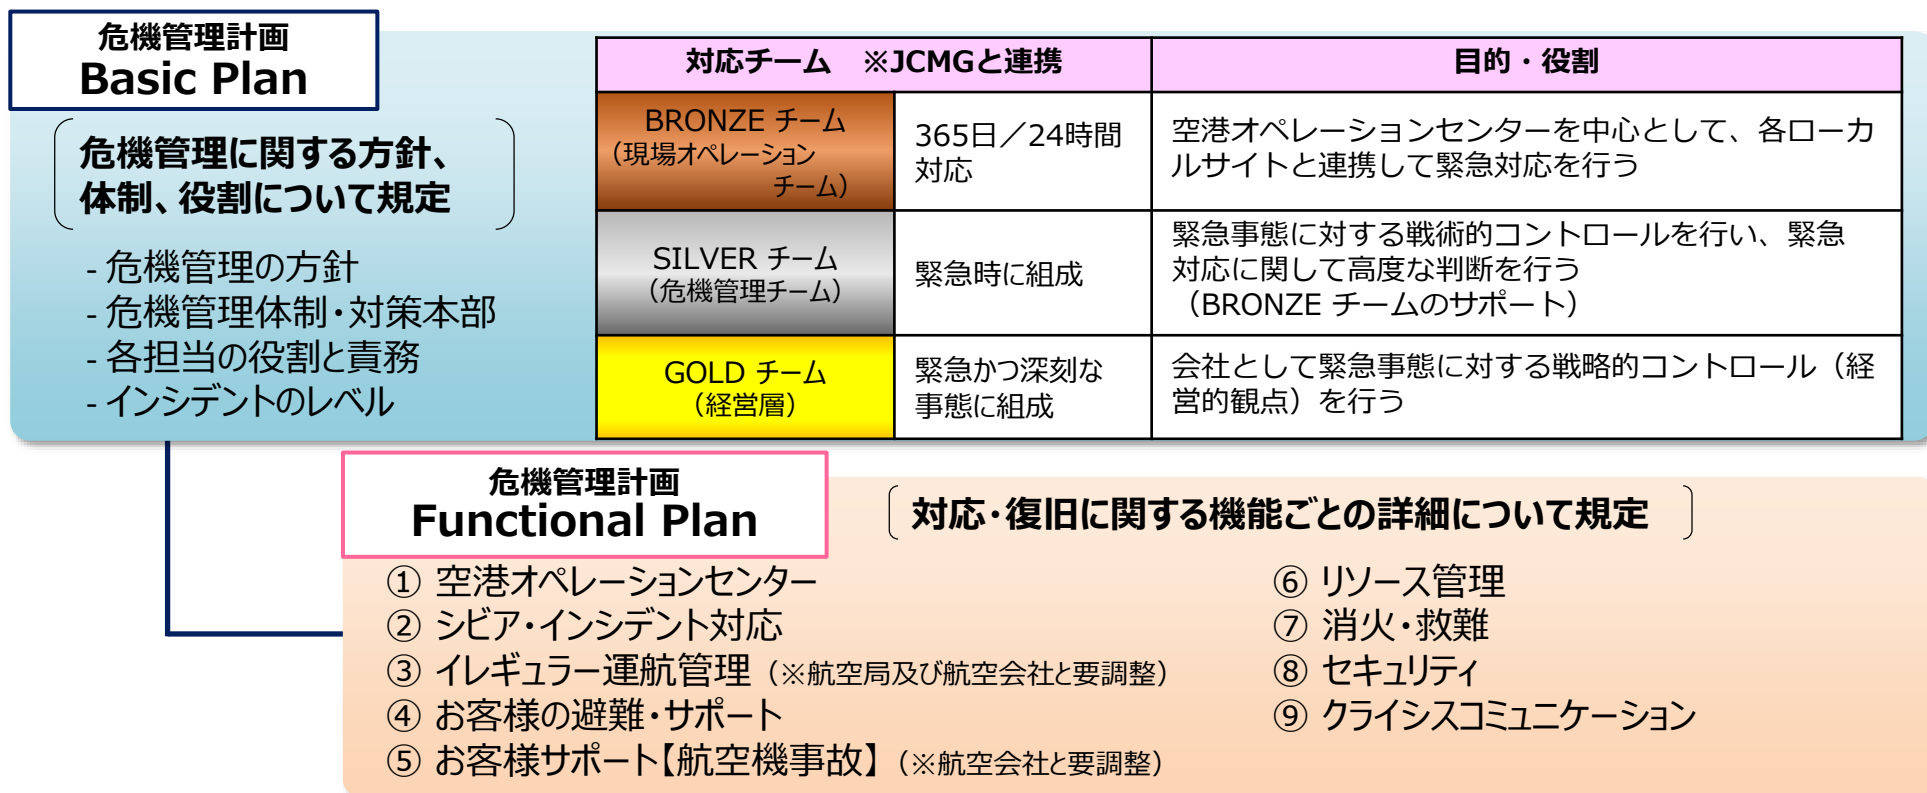 危機管理計画
Basic Plan
危機管理に関する方針、
体制、役割について規定
- 危機管理の方針
- 危機管理体制・対策本部
- 各担当の役割と責務
- インシデントのレベル
対応チーム　※JCMGと連携
目的・役割
BRONZE チーム
（現場オペレーション
チーム）
365日／24時間
対応
空港オペレーションセンターを中心として、各ローカ
ルサイトと連携して緊急対応を行う
SILVER チーム
（危機管理チーム）
緊急時に組成
緊急事態に対する戦術的コントロールを行い、緊急
対応に関して高度な判断を行う
（BRONZE チームのサポート）
GOLD チーム
（経営層）
緊急かつ深刻な
事態に組成
会社として緊急事態に対する戦略的コントロール（経
営的観点）を行う
危機管理計画
Functional Plan
対応・復旧に関する機能ごとの詳細について規定
① 空港オペレーションセンター
② シビア・インシデント対応
③ イレギュラー運航管理（※航空局及び航空会社と要調整）
④ お客様の避難・サポート
⑤ お客様サポート【航空機事故】（※航空会社と要調整）
⑥ リソース管理
⑦ 消火・救難
⑧ セキュリティ
⑨ クライシスコミュニケーション